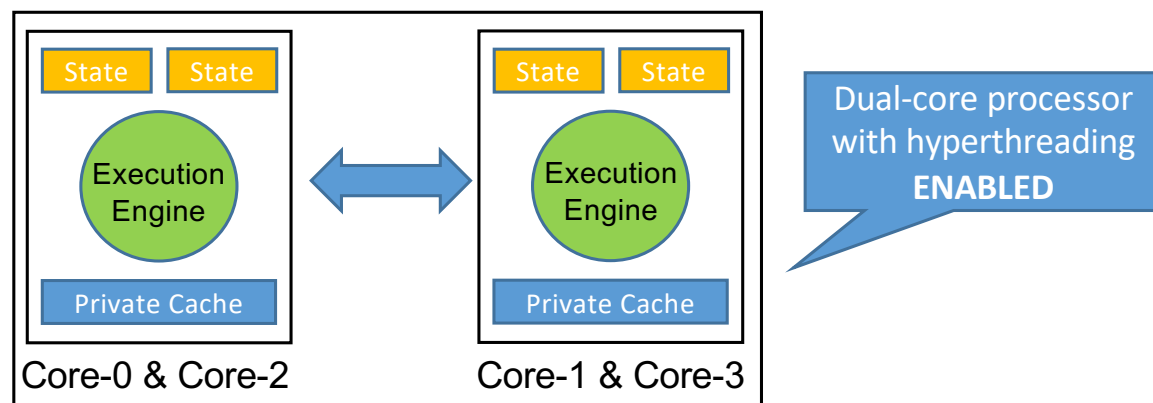 State State
Execution
Engine
Private Cache
Core-0 & Core-2
State State
Execution
Engine
Private Cache
Core-1 & Core-3
Dual-core processor
with hyperthreading
ENABLED